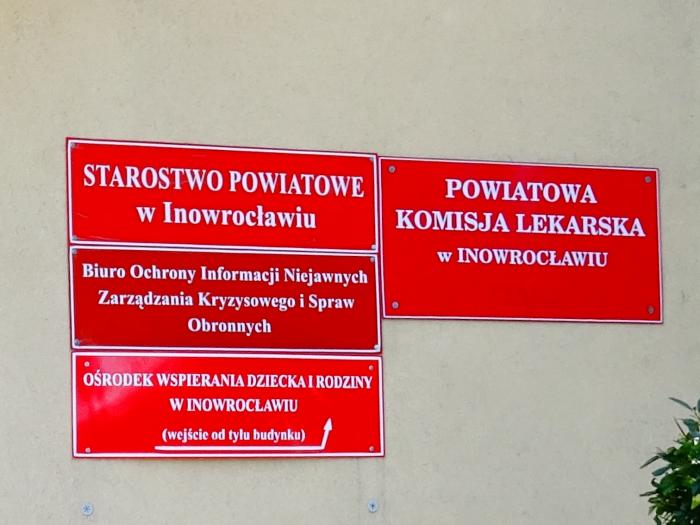 STAROSTWO POWIATOWE
w Inowrocławiu
Biuro Ochrony Informacji Niejawnych
Zarządzania Kryzysowego i Spraw
Obronnych
OŚRODEK WSPIERANIA DZIECKA I RODZINY
W INOWROCŁAWIU
(wejście od tyłu budynku)
POWIATOWA
KOMISJA LEKARSKA
w INOWROCŁAWIU